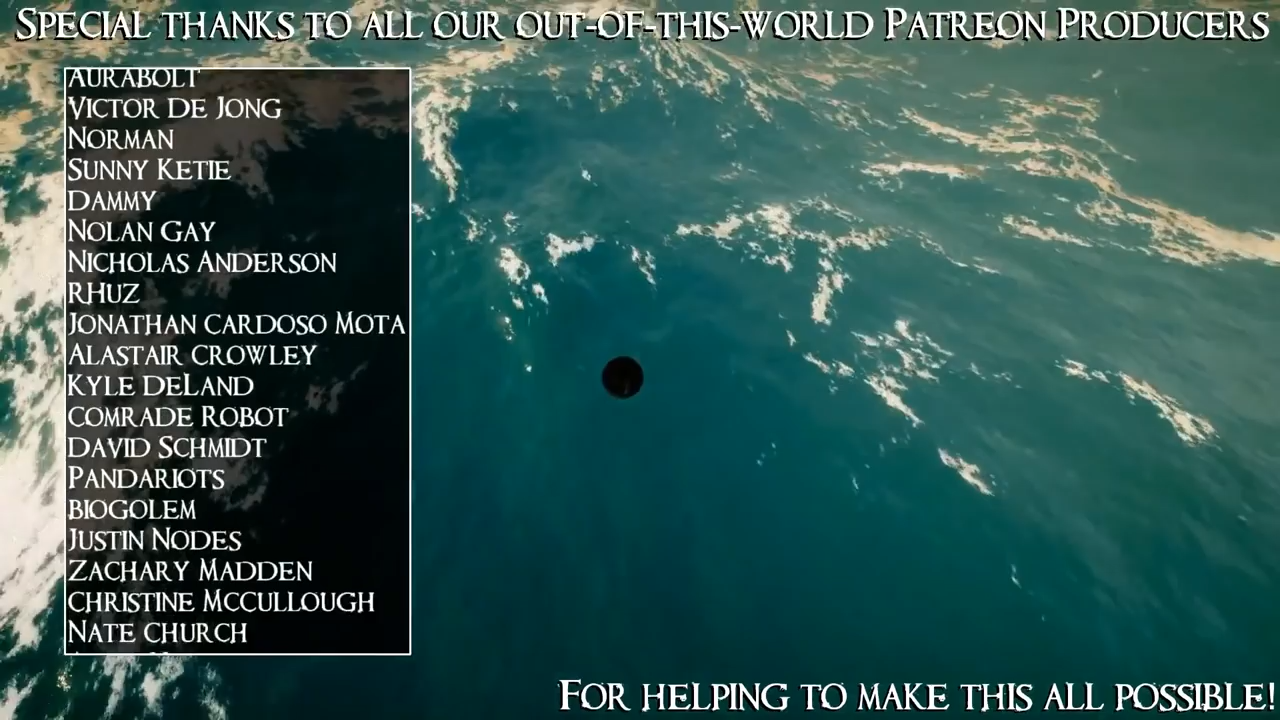 Special thanks to all our out-of-this-world Patreon Producers
Aurabolt
Victor De Jong
Norman
Sunny Ketie
Dammy
Nolan Gay
Nicholas Anderson
RHuz
Jonathan Cardoso Mota
Alastair Crowley
Kyle DeLand
Comrade Robot
David Schmidt
Pandariots
Biogolem
Justin Nodes
Zachary Madden
Christine McCullough
Nate Church
For helping to make this all possible!